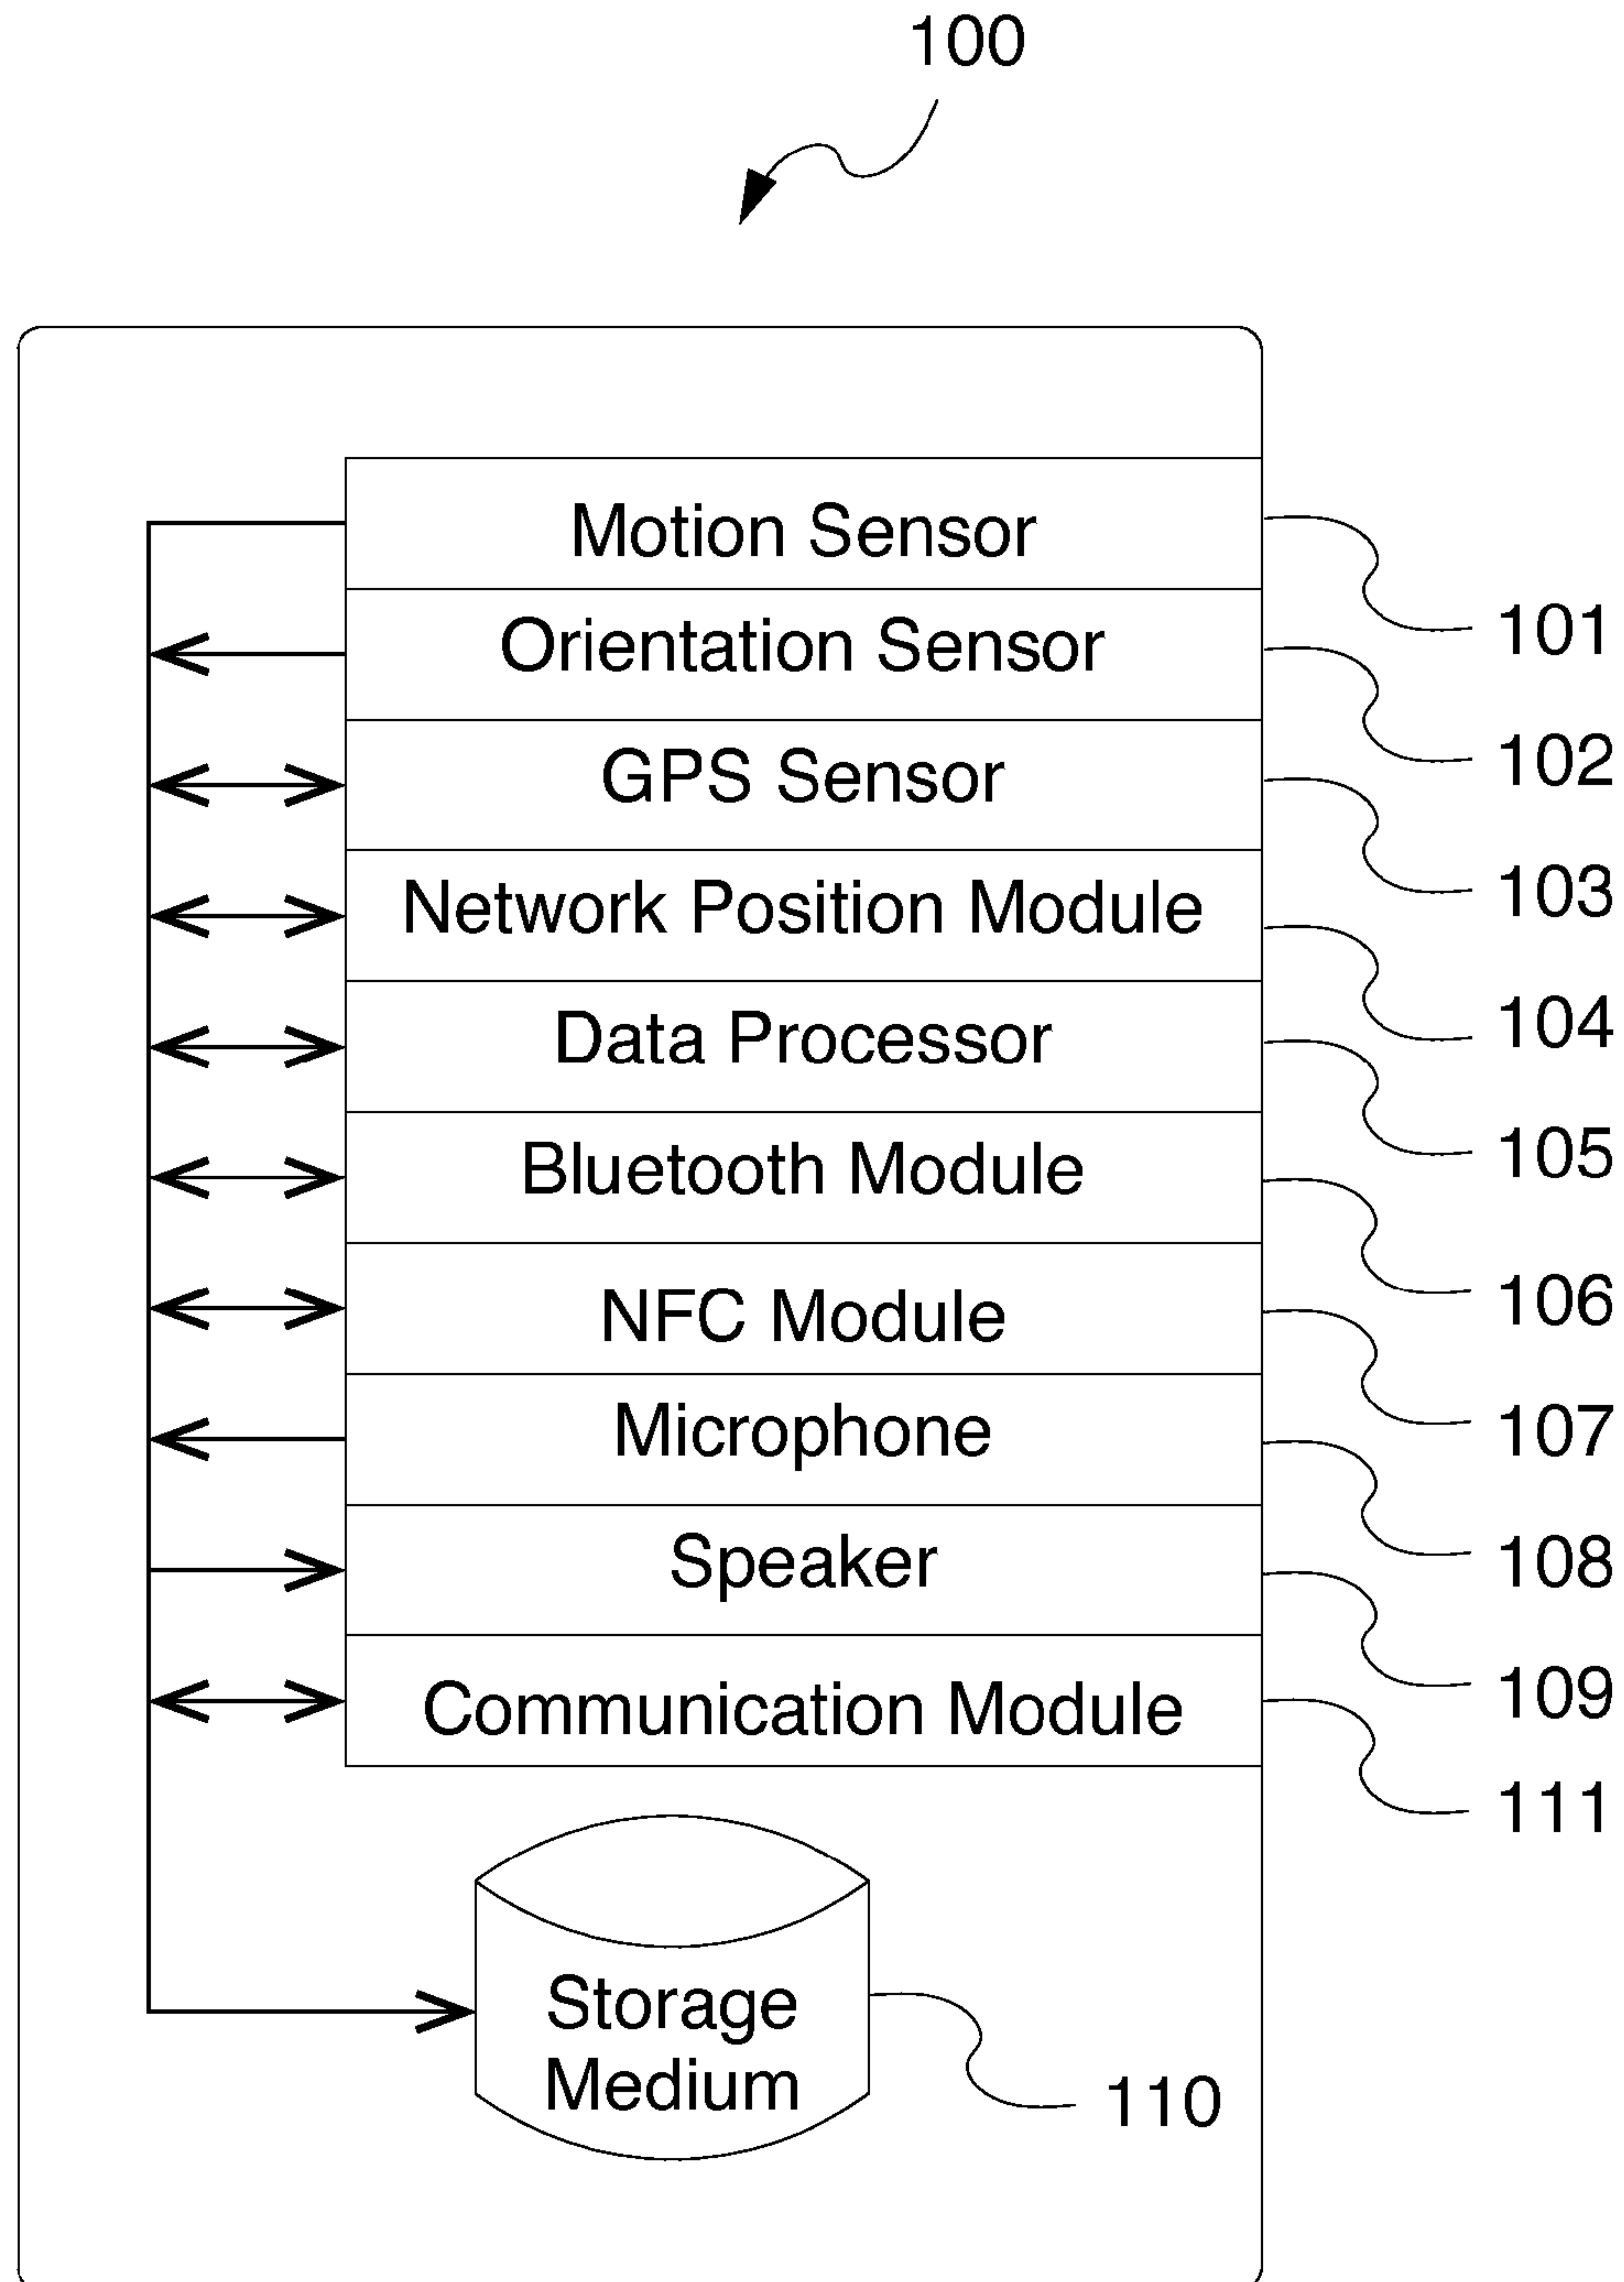 100
Motion Sensor
101
Orientation Sensor
102
GPS Sensor
103
Network Position Module
104
Data Processor
105
Bluetooth Module
106
NFC Module
107
Microphone
108
Speaker
109
Communication Module
111
Storage
Medium
110